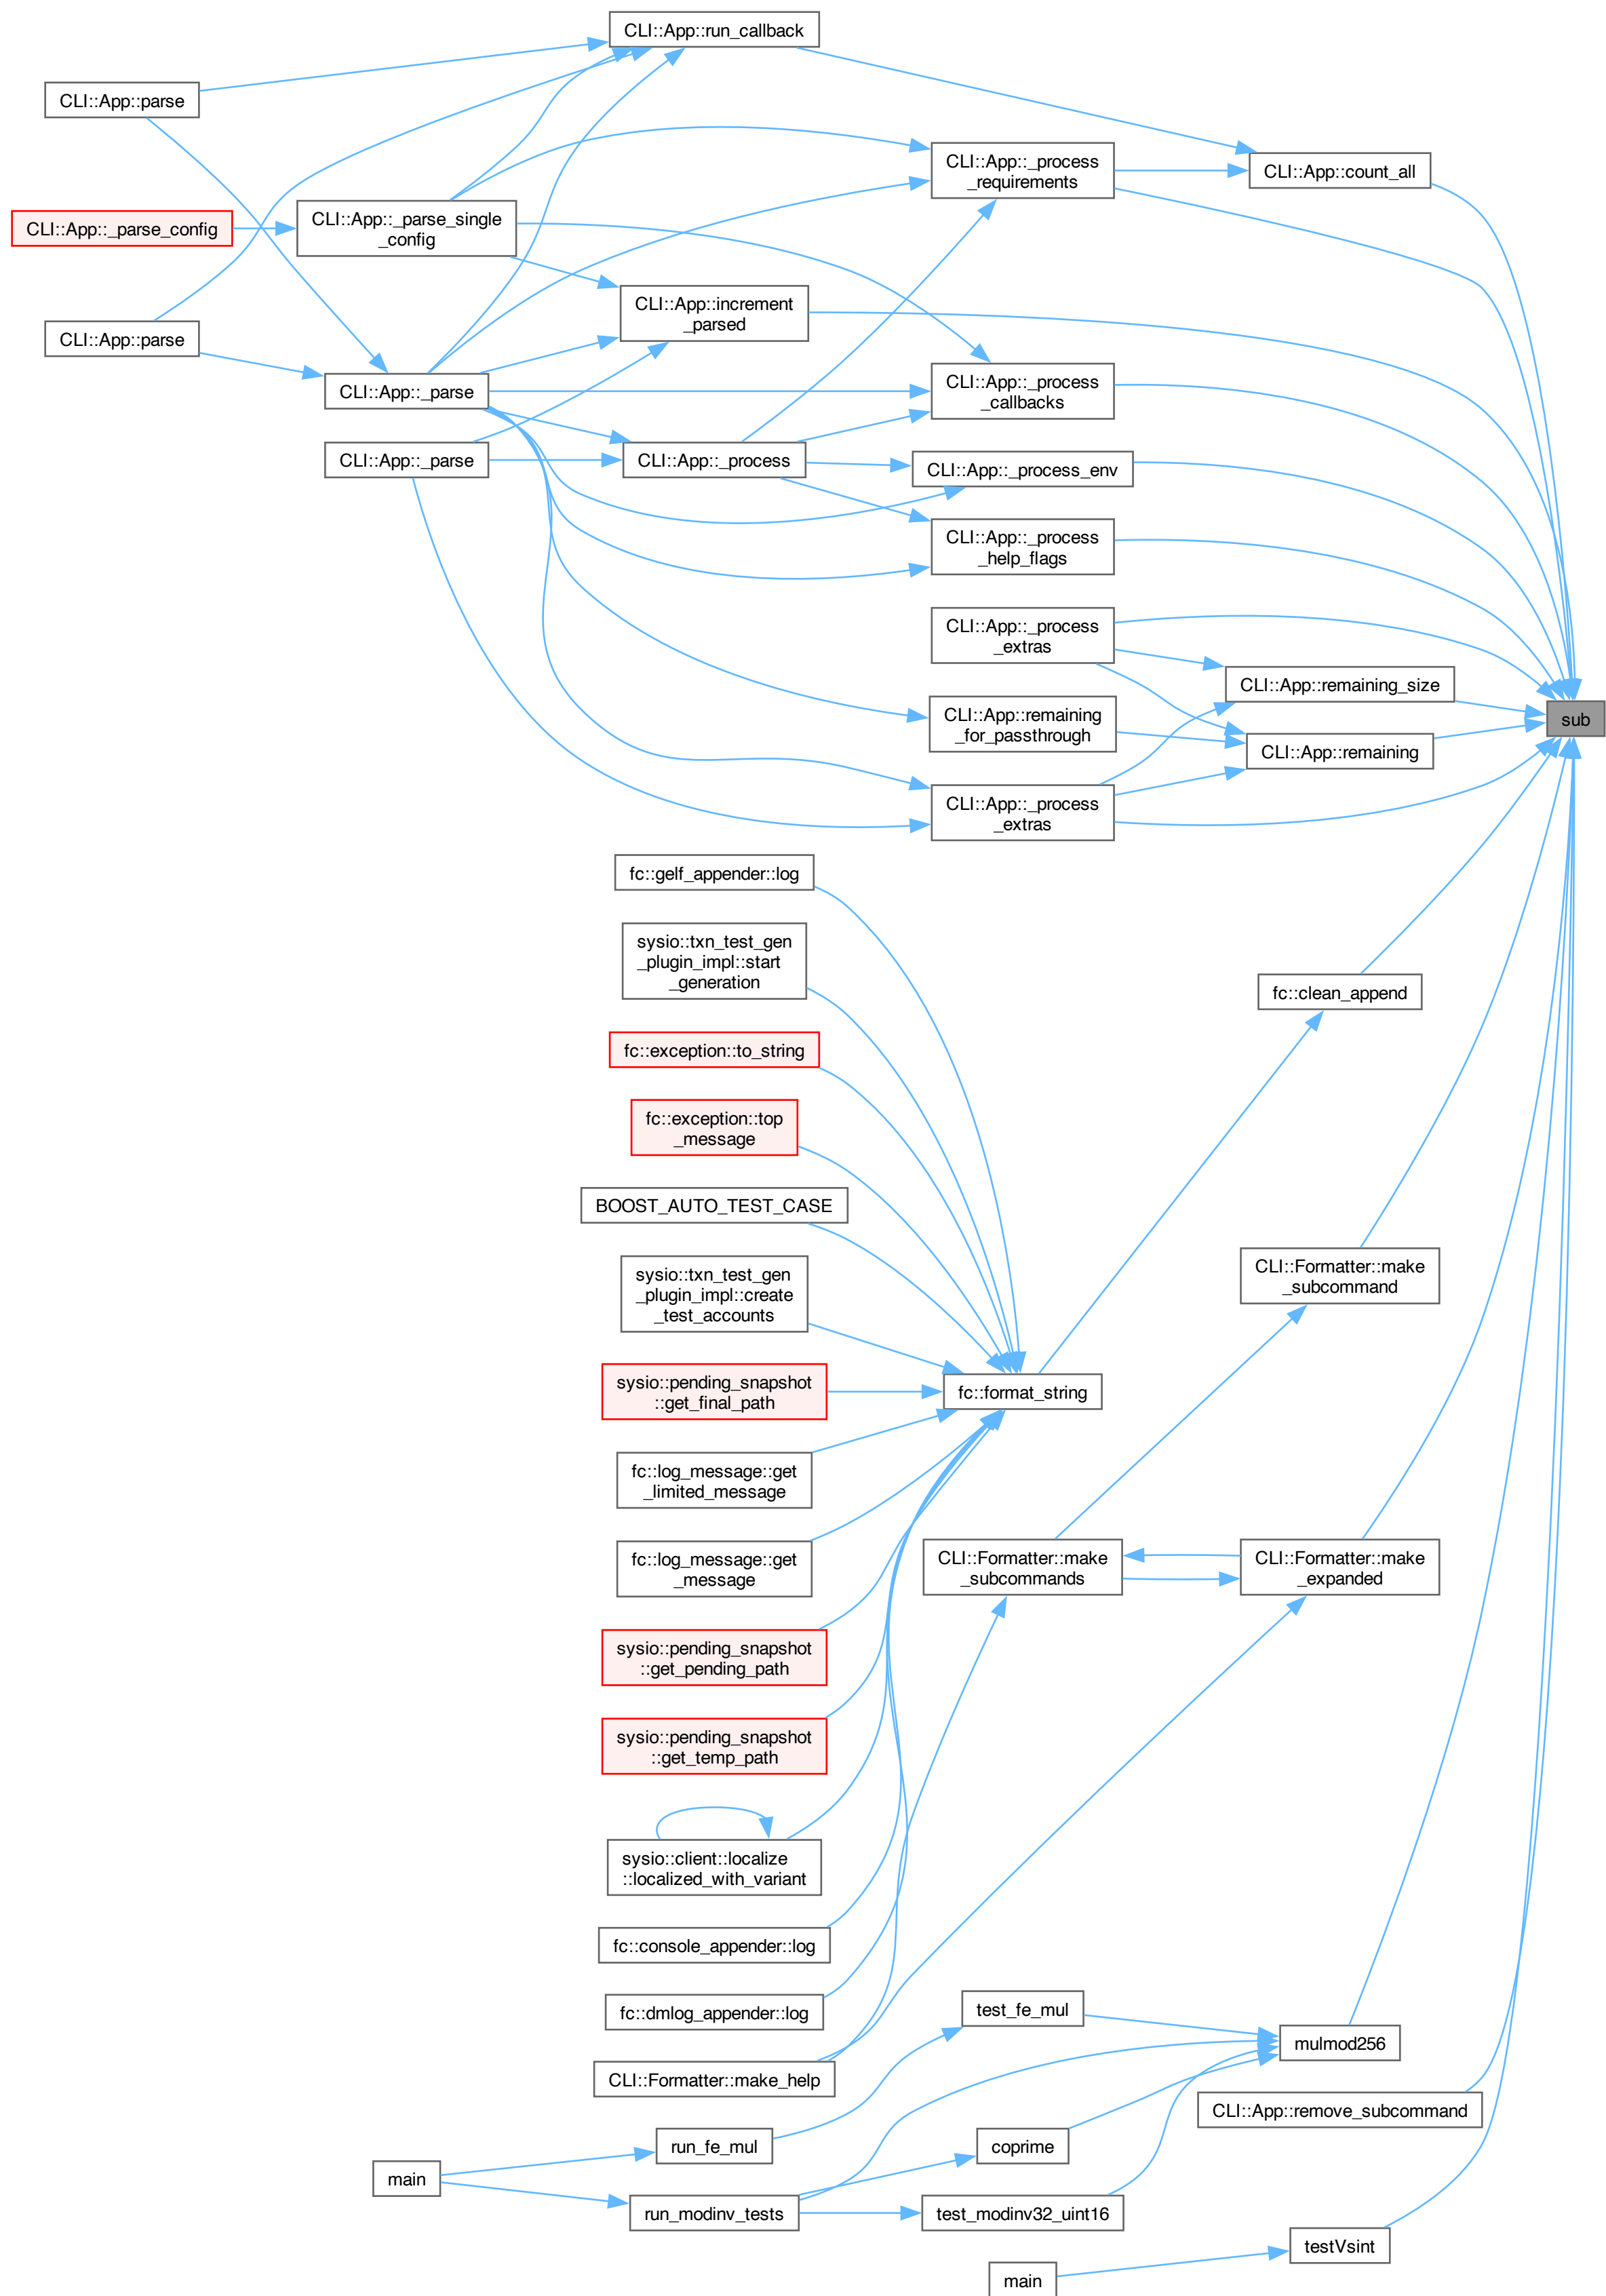 CLI::App::run_callback
CLI::App::parse
CLI::App::_process
_requirements
CLI::App::count_all
CLI::App::_parse_config
CLI::App::_parse_single
_config
CLI::App::increment
_parsed
CLI::App::parse
CLI::App::_parse
CLI::App::_process
_callbacks
CLI::App::_parse
CLI::App::_process
CLI::App::_process_env
CLI::App::_process
_help_flags
CLI::App::_process
_extras
CLI::App::remaining_size
CLI::App::remaining
_for_passthrough
sub
CLI::App::remaining
CLI::App::_process
_extras
fc::gelf_appender::log
sysio::txn_test_gen
_plugin_impl::start
_generation
fc::clean_append
fc::exception::to_string
fc::exception::top
_message
BOOST_AUTO_TEST_CASE
sysio::txn_test_gen
_plugin_impl::create
_test_accounts
CLI::Formatter::make
_subcommand
sysio::pending_snapshot
::get_final_path
fc::format_string
fc::log_message::get
_limited_message
fc::log_message::get
_message
CLI::Formatter::make
_subcommands
CLI::Formatter::make
_expanded
sysio::pending_snapshot
::get_pending_path
sysio::pending_snapshot
::get_temp_path
sysio::client::localize
::localized_with_variant
fc::console_appender::log
fc::dmlog_appender::log
test_fe_mul
mulmod256
CLI::Formatter::make_help
CLI::App::remove_subcommand
run_fe_mul
coprime
main
run_modinv_tests
test_modinv32_uint16
testVsint
main